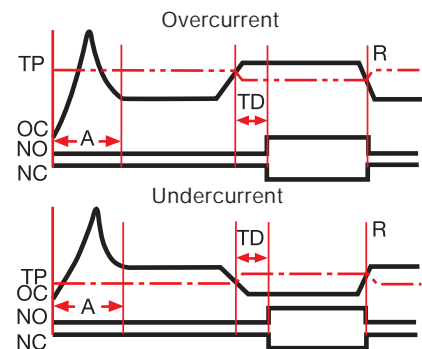 Overcurrent
TP
R
TD
OC
A
NO
NC
Undercurrent
TD
R
TP
OC
A
NO
NC